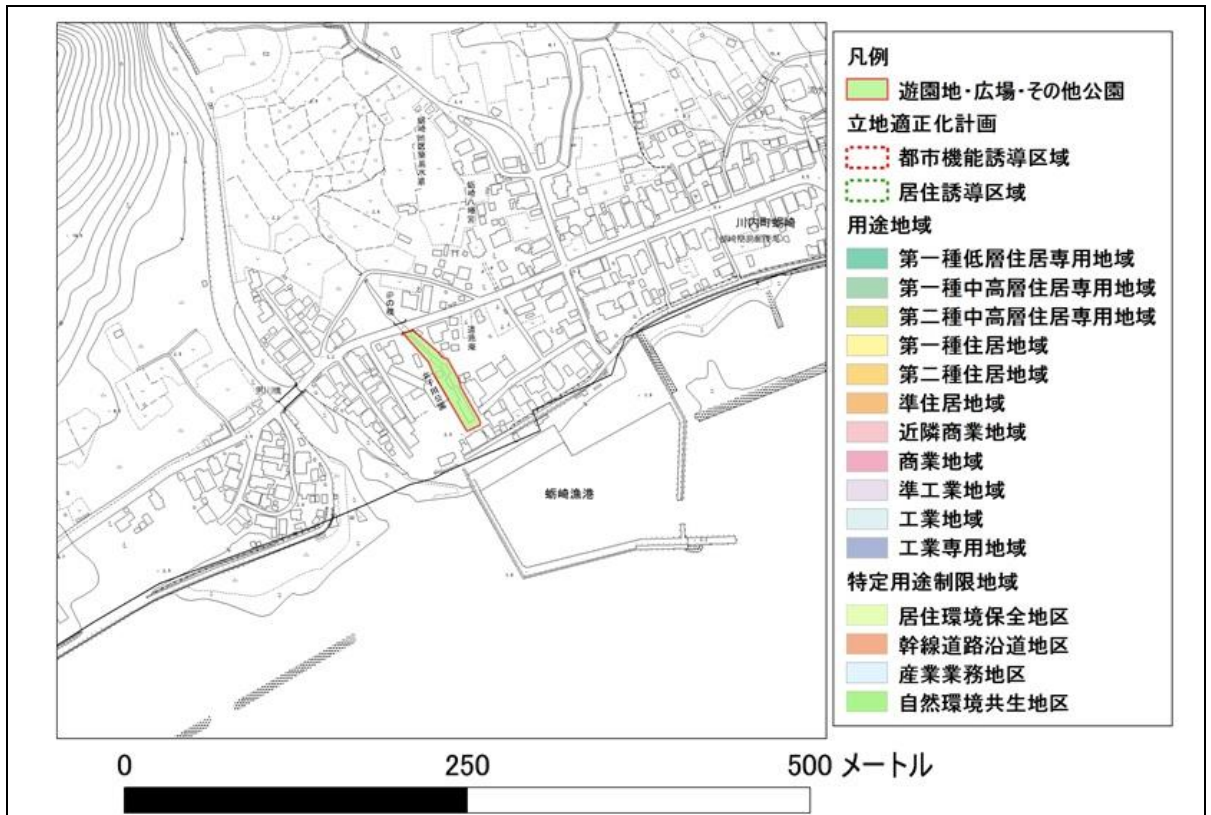 川内町蛎崎
蛎崎八幡宮
蛎崎漁港
凡例
遊園地・広場・その他公園
立地適正化計画
都市機能誘導区域
居住誘導区域
用途地域
第一種低層住居専用地域
第一種中高層住居専用地域
第二種中高層住居専用地域
第一種住居地域
第二種住居地域
準住居地域
近隣商業地域
商業地域
準工業地域
工業地域
工業専用地域
特定用途制限地域
居住環境保全地区
幹線道路沿道地区
産業業務地区
自然環境共生地区
0 250 500 メートル